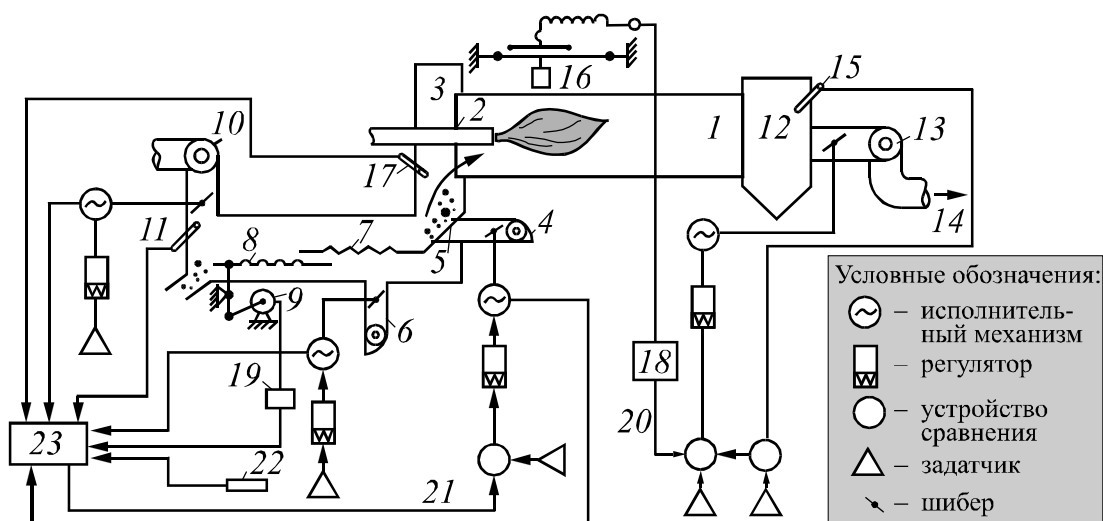 16
15
3
2
1
12
13
10
17
14
11
7
5
4
8
9
6
18
19
20
23
22
21
Условные обозначения:
– исполнитель-
ный механизм
– регулятор
– устройство
сравнения
– задатчик
– шибер